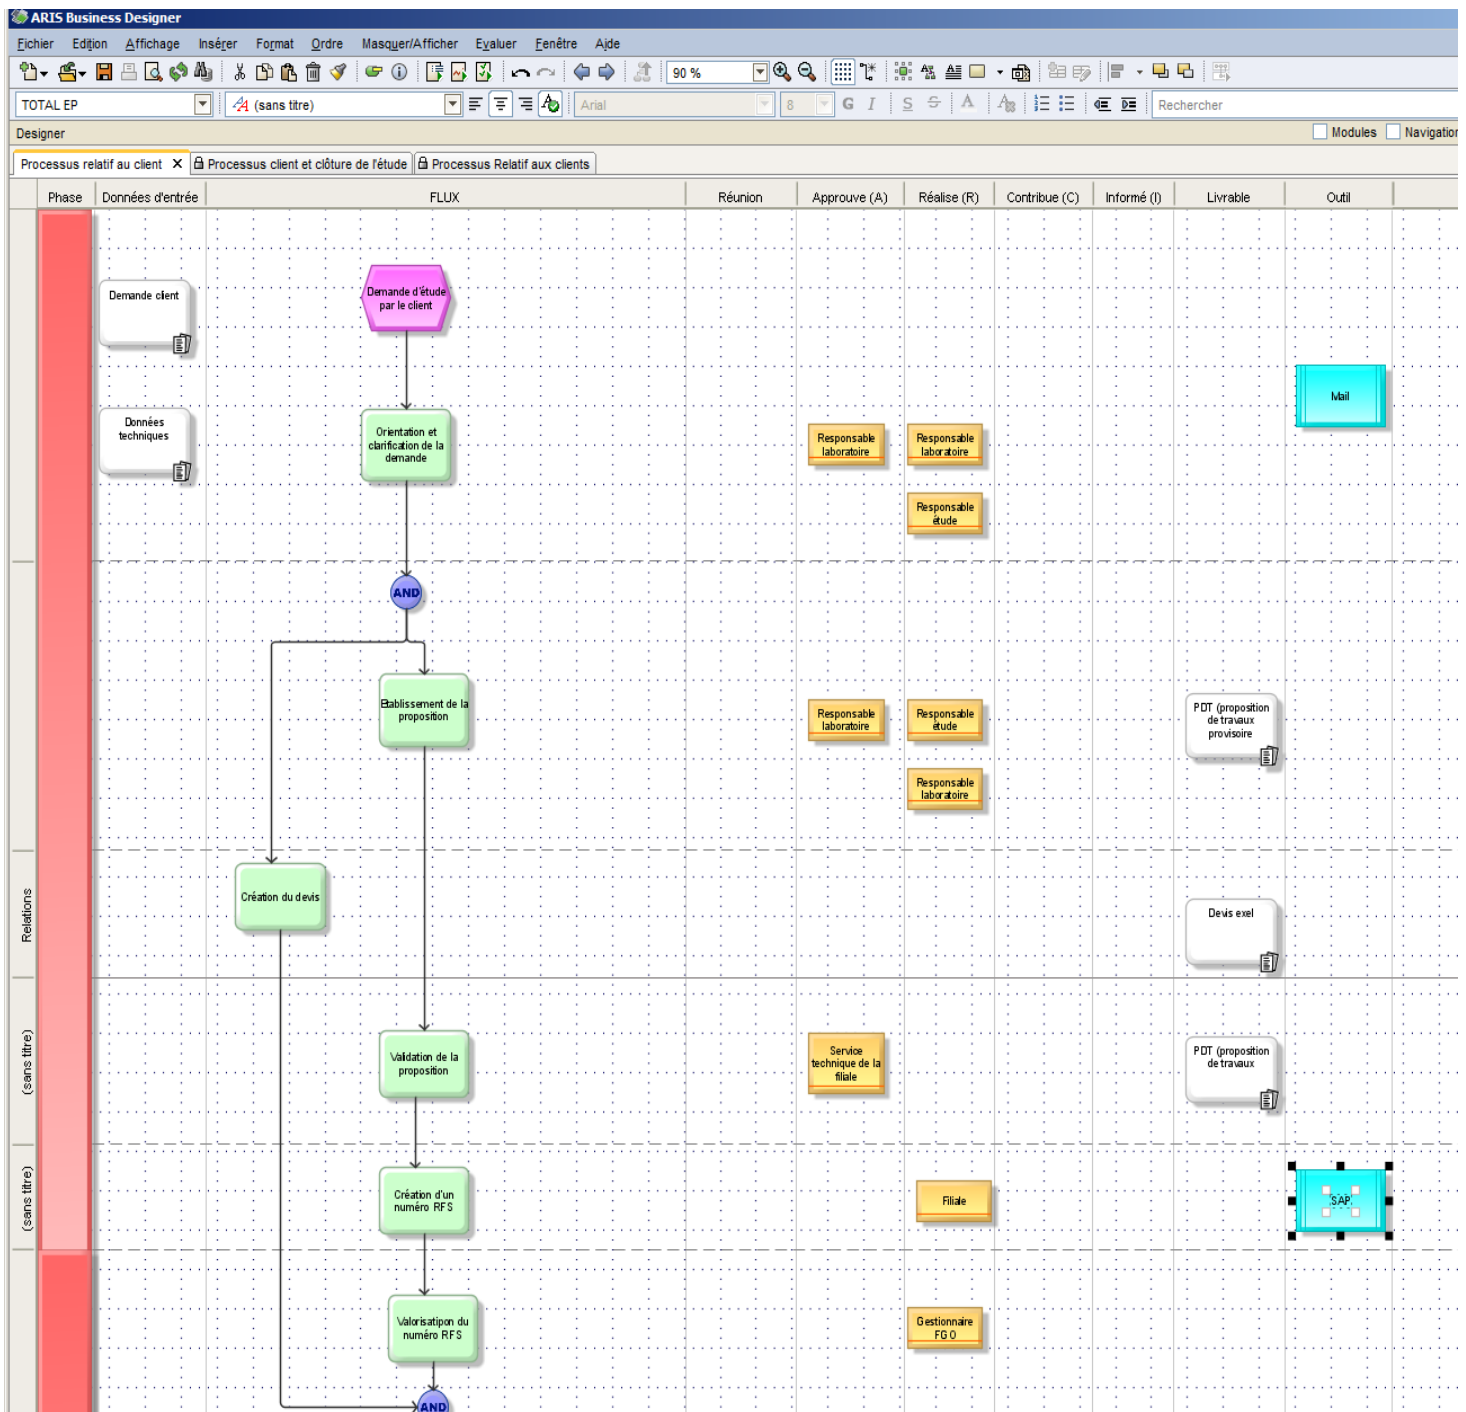 ARIS Business Designer
Fichier Edition Affichage Insérer Format Ordre Masquer/Afficher Evaluer Fenêtre Aide
90 %
TOTAL EP (sans titre) Arial 8 G I S S A Rechercher
Designer Modules Navigation
Processus relatif au client X Processus client et clôture de l'étude Processus Relatif aux clients
Phase Données d'entrée FLUX Réunion Approuve (A) Réalise (R) Contribue (C) Informé (I) Livrable Outil
Demande client
Demande d'étude
par le client
Mail
Données
techniques
Orientation et
clarification de la
demande
Responsable
laboratoire
Responsable
laboratoire
Responsable
étude
AND
Etablissement de la
proposition
Responsable
laboratoire
Responsable
étude
Responsable
laboratoire
PDT (proposition
de travaux
provisoire
Relations
Création du devis
Devis exel
(sans titre)
Validation de la
proposition
Service
technique de la
filiale
PDT (proposition
de travaux
(sans titre)
Création d'un
numéro RFS
Filiale
SAP
Valorisatipon du
numéro RFS
Gestionnaire
FGO
AND